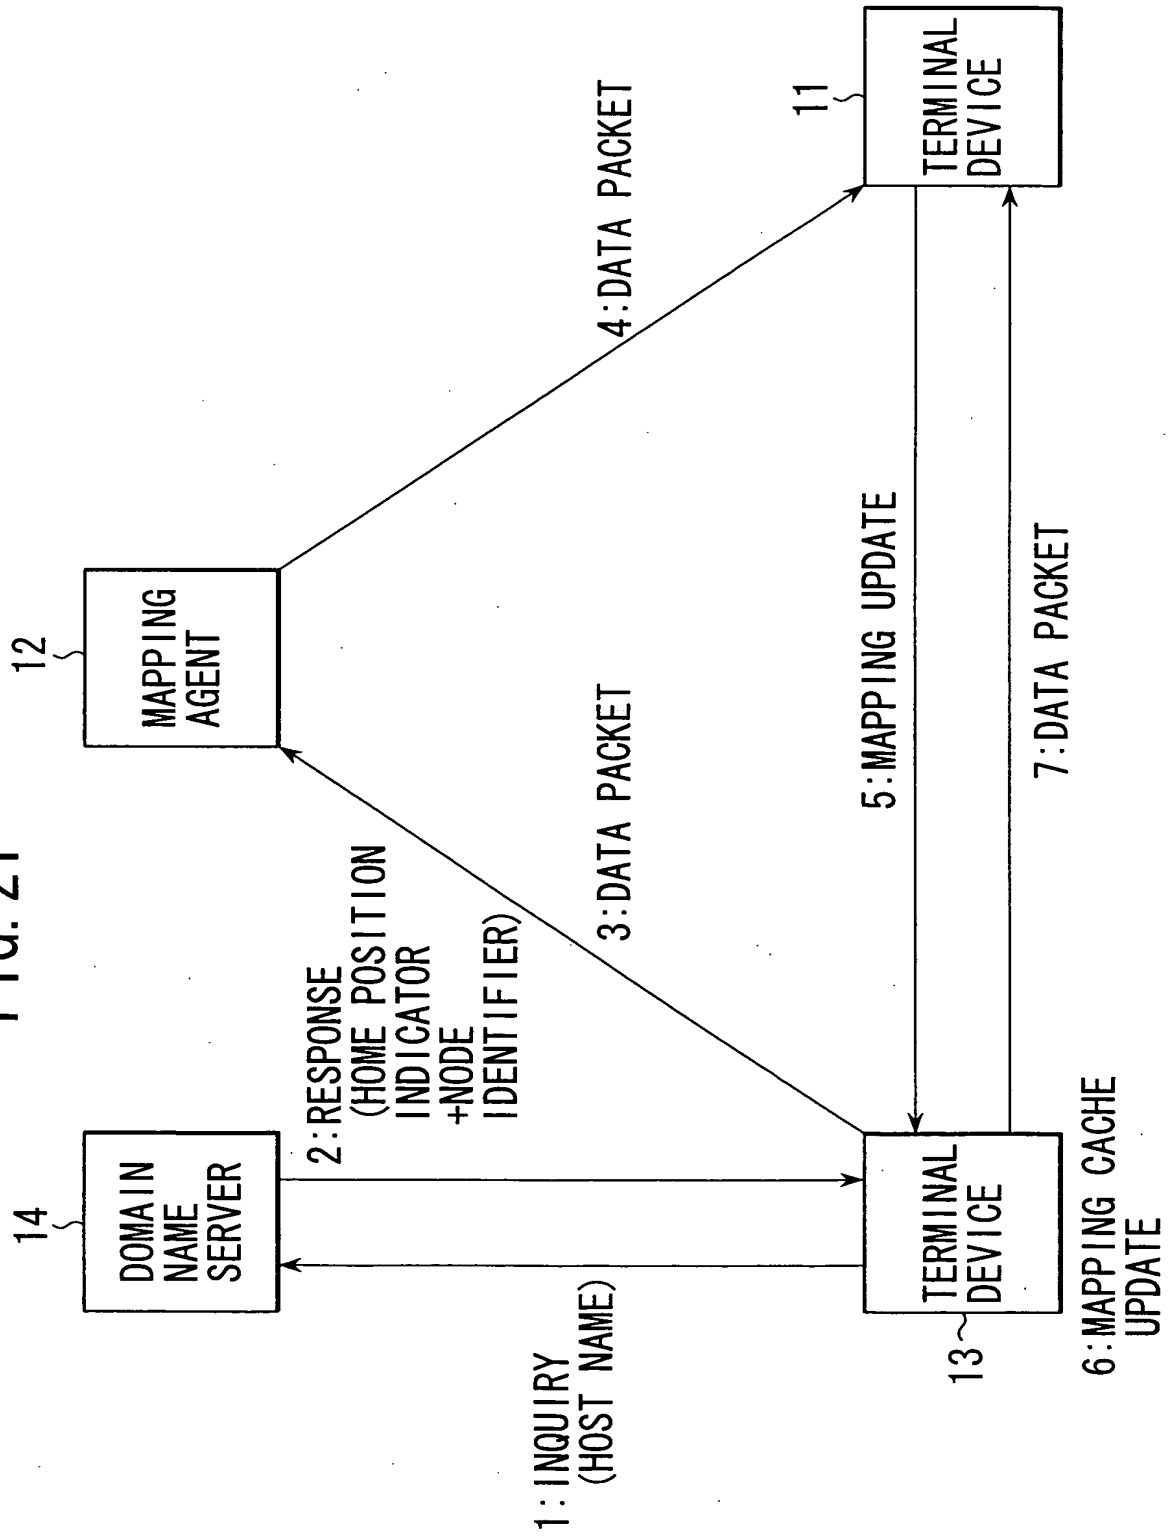 FIG. 21
14
DOMAIN
NAME
SERVER
12
MAPPING
AGENT
1:INQUIRY
(HOST NAME)
2:RESPONSE
(HOME POSITION
INDICATOR
+NODE
IDENTIFIER)
3:DATA PACKET
4:DATA PACKET
13
TERMINAL
DEVICE
11
TERMINAL
DEVICE
5:MAPPING UPDATE
7:DATA PACKET
6:MAPPING CACHE
UPDATE